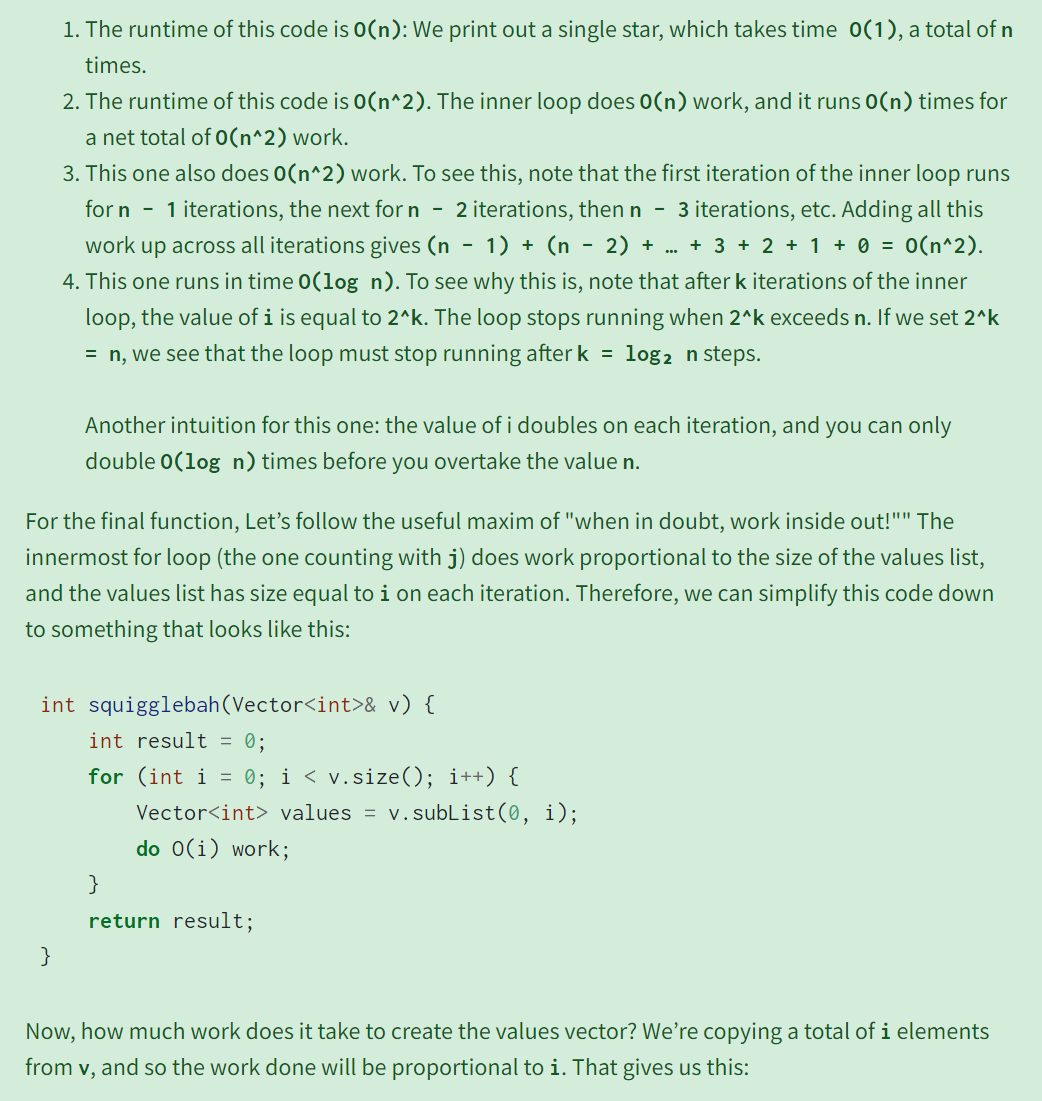 1. The runtime of this code is O(n): We print out a single star, which takes time O(1), a total of n
times.
2. The runtime of this code is O(n^2). The inner loop does O(n) work, and it runs O(n) times for
a net total of O(n^2) work.
3. This one also does O(n^2) work. To see this, note that the first iteration of the inner loop runs
for n - 1 iterations, the next for n - 2 iterations, then n - 3 iterations, etc. Adding all this
work up across all iterations gives (n - 1) + (n - 2) + … + 3 + 2 + 1 + 0 = O(n^2).
4. This one runs in time O(log n). To see why this is, note that after k iterations of the inner
loop, the value of i is equal to 2^k. The loop stops running when 2^k exceeds n. If we set 2^k
= n, we see that the loop must stop running after k = log₂ n steps.
Another intuition for this one: the value of i doubles on each iteration, and you can only
double O(log n) times before you overtake the value n.
For the final function, Let’s follow the useful maxim of "when in doubt, work inside out!"" The
innermost for loop (the one counting with j) does work proportional to the size of the values list,
and the values list has size equal to i on each iteration. Therefore, we can simplify this code down
to something that looks like this:
int squigglebah(Vector<int>& v) {
    int result = 0;
    for (int i = 0; i < v.size(); i++) {
        Vector<int> values = v.subList(0, i);
        do O(i) work;
    }
    return result;
}
Now, how much work does it take to create the values vector? We’re copying a total of i elements
from v, and so the work done will be proportional to i. That gives us this: